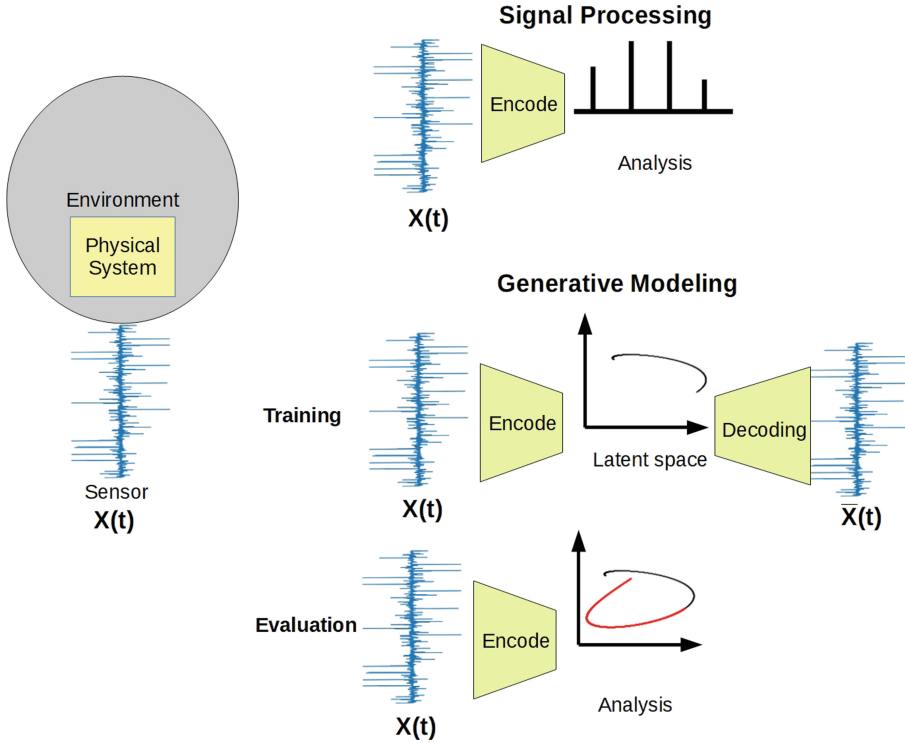 Signal Processing
Encode
Analysis
X(t)
Environment
Physical
System
Sensor
X(t)
Generative Modeling
Training
Encode
Latent space
Decoding
X(t)
X̅(t)
Evaluation
Encode
Analysis
X(t)